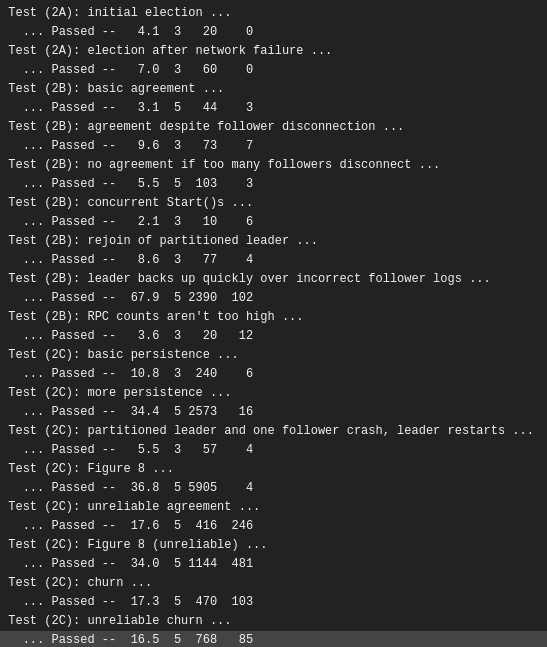 Test (2A): initial election ...
  ... Passed --   4.1  3   20    0
Test (2A): election after network failure ...
  ... Passed --   7.0  3   60    0
Test (2B): basic agreement ...
  ... Passed --   3.1  5   44    3
Test (2B): agreement despite follower disconnection ...
  ... Passed --   9.6  3   73    7
Test (2B): no agreement if too many followers disconnect ...
  ... Passed --   5.5  5  103    3
Test (2B): concurrent Start()s ...
  ... Passed --   2.1  3   10    6
Test (2B): rejoin of partitioned leader ...
  ... Passed --   8.6  3   77    4
Test (2B): leader backs up quickly over incorrect follower logs ...
  ... Passed --  67.9  5 2390  102
Test (2B): RPC counts aren't too high ...
  ... Passed --   3.6  3   20   12
Test (2C): basic persistence ...
  ... Passed --  10.8  3  240    6
Test (2C): more persistence ...
  ... Passed --  34.4  5 2573   16
Test (2C): partitioned leader and one follower crash, leader restarts ...
  ... Passed --   5.5  3   57    4
Test (2C): Figure 8 ...
  ... Passed --  36.8  5 5905    4
Test (2C): unreliable agreement ...
  ... Passed --  17.6  5  416  246
Test (2C): Figure 8 (unreliable) ...
  ... Passed --  34.0  5 1144  481
Test (2C): churn ...
  ... Passed --  17.3  5  470  103
Test (2C): unreliable churn ...
  ... Passed --  16.5  5  768   85